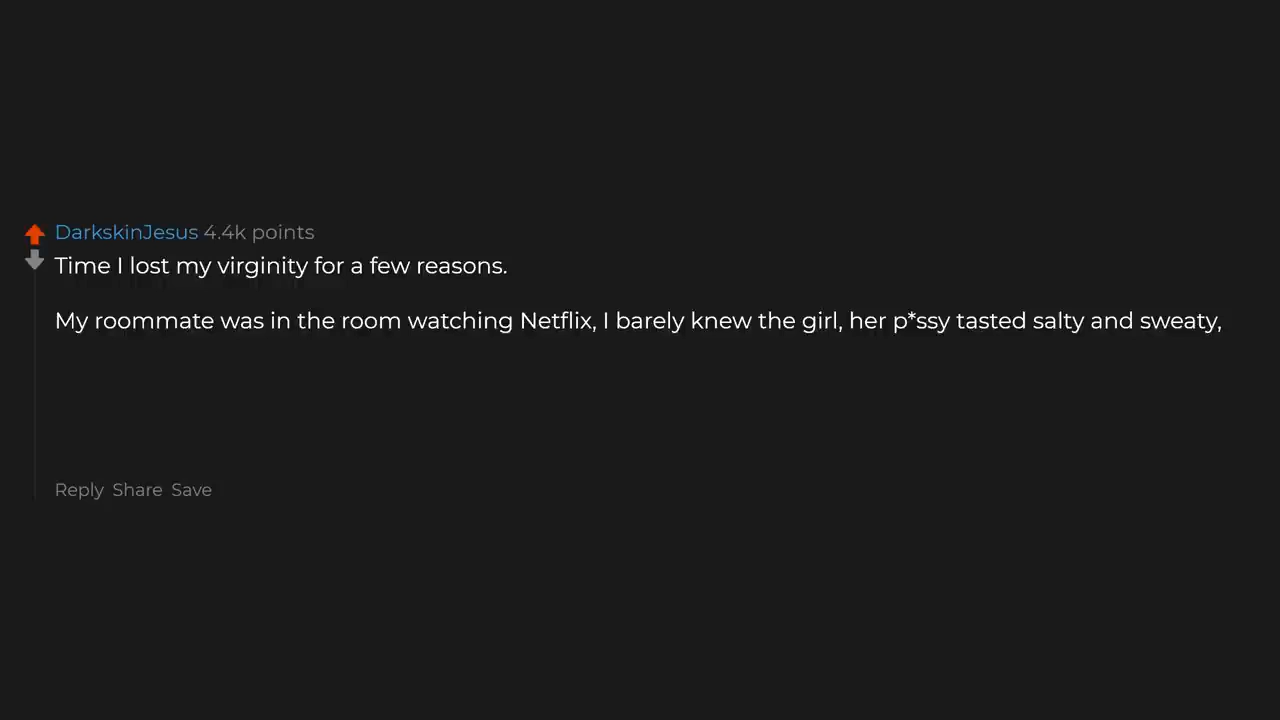 DarkskinJesus 4.4k points
Time I lost my virginity for a few reasons.
My roommate was in the room watching Netflix, I barely knew the girl, her p*ssy tasted salty and sweaty,
Reply Share Save